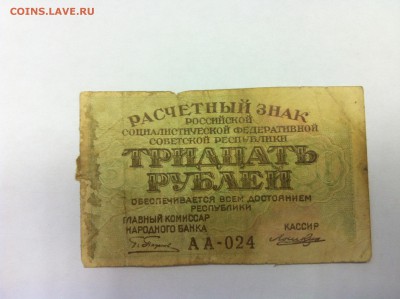 COINS.LAVE.RU
РАСЧЕТНЫЙ ЗНАК
РОССИЙСКОЙ
СОЦИАЛИСТИЧЕСКОЙ ФЕДЕРАТИВНОЙ
СОВЕТСКОЙ РЕСПУБЛИКИ
ТРИДЦАТЬ
РУБЛЕЙ
ОБЕСПЕЧИВАЕТСЯ ВСЕМ ДОСТОЯНИЕМ
РЕСПУБЛИКИ
ГЛАВНЫЙ КОМИССАР
НАРОДНОГО БАНКА
КАССИР
АА-024